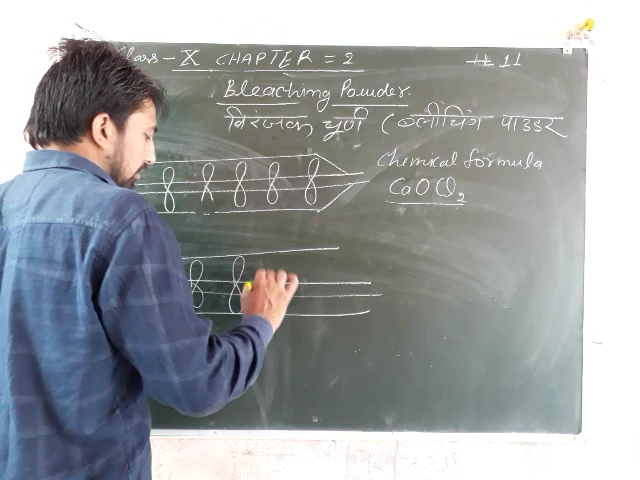 Class - X CHAPTER = 2
# 11
Bleaching Powder.
विरंजक चूर्ण ( ब्लीचिंग पाउडर
Chemical formula
CaOCl₂